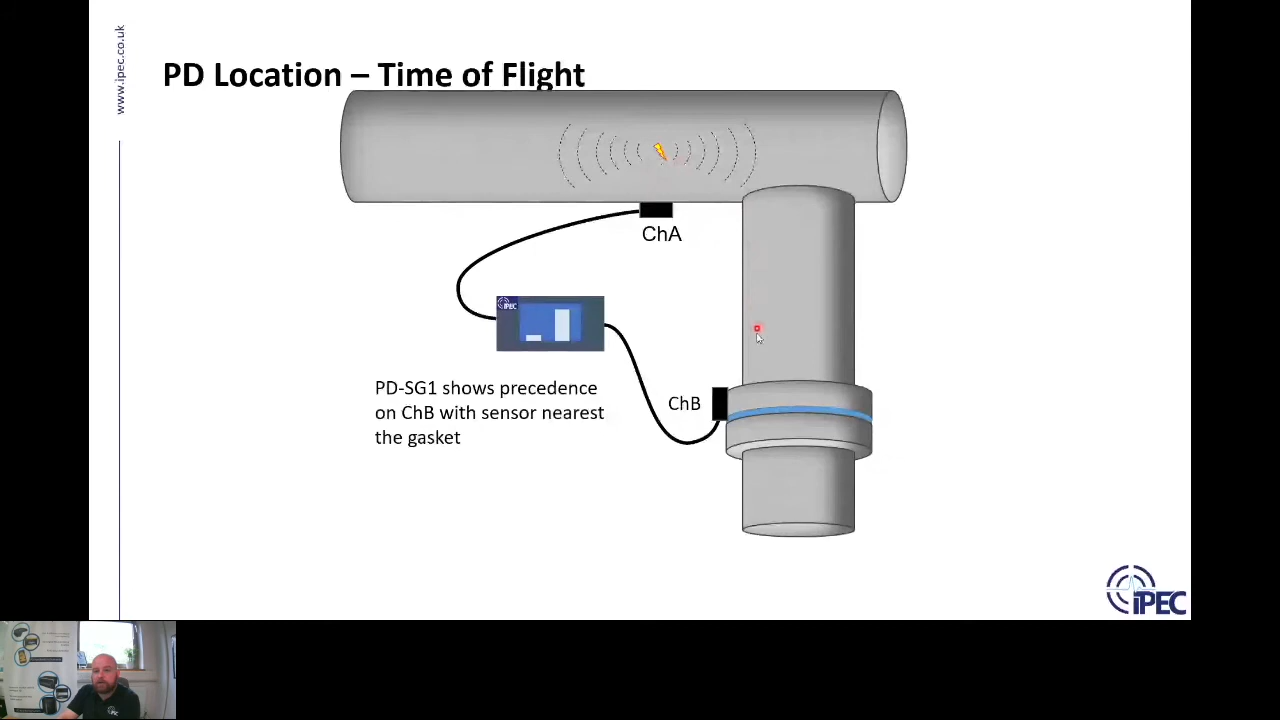 www.ipec.co.uk
PD Location – Time of Flight
ChA
iPEC
PD-SG1 shows precedence
on ChB with sensor nearest
the gasket
ChB
iPEC